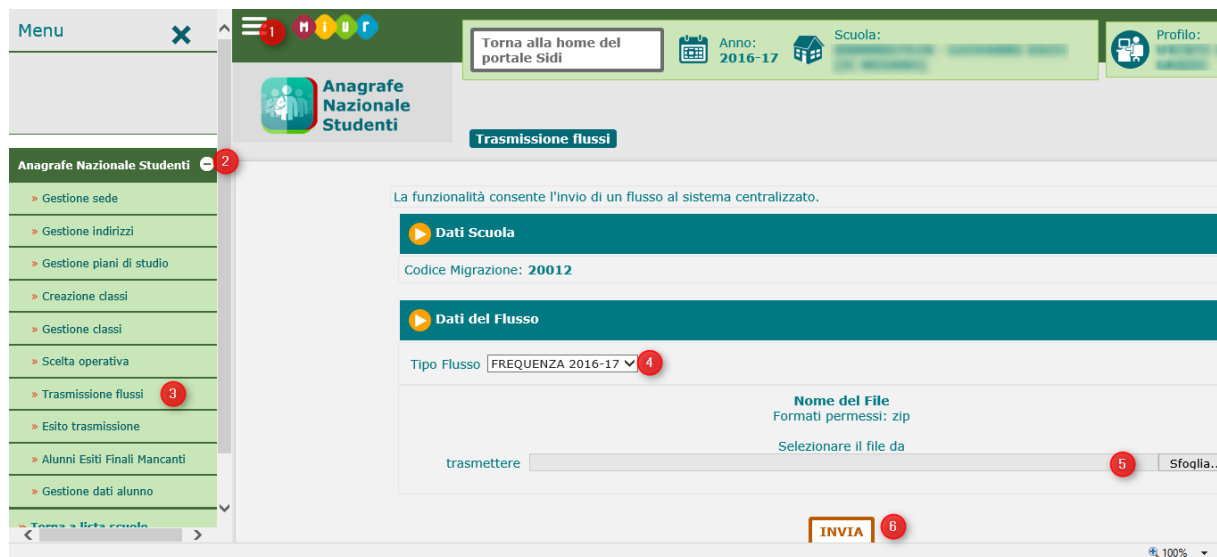 Menu
Anagrafe Nazionale Studenti
2
» Gestione sede
» Gestione indirizzi
» Gestione piani di studio
» Creazione classi
» Gestione classi
» Scelta operativa
» Trasmissione flussi
3
» Esito trasmissione
» Alunni Esiti Finali Mancanti
» Gestione dati alunno
» Torna a lista scuole
1
MIUr
Torna alla home del
portale Sidi
Anno:
2016-17
Scuola:
Profilo:
Anagrafe
Nazionale
Studenti
Trasmissione flussi
La funzionalità consente l'invio di un flusso al sistema centralizzato.
Dati Scuola
Codice Migrazione: 20012
Dati del Flusso
Tipo Flusso FREQUENZA 2016-17 4
Nome del File
Formati permessi: zip
Selezionare il file da
trasmettere
5
Sfoglia..
INVIA 6
100%